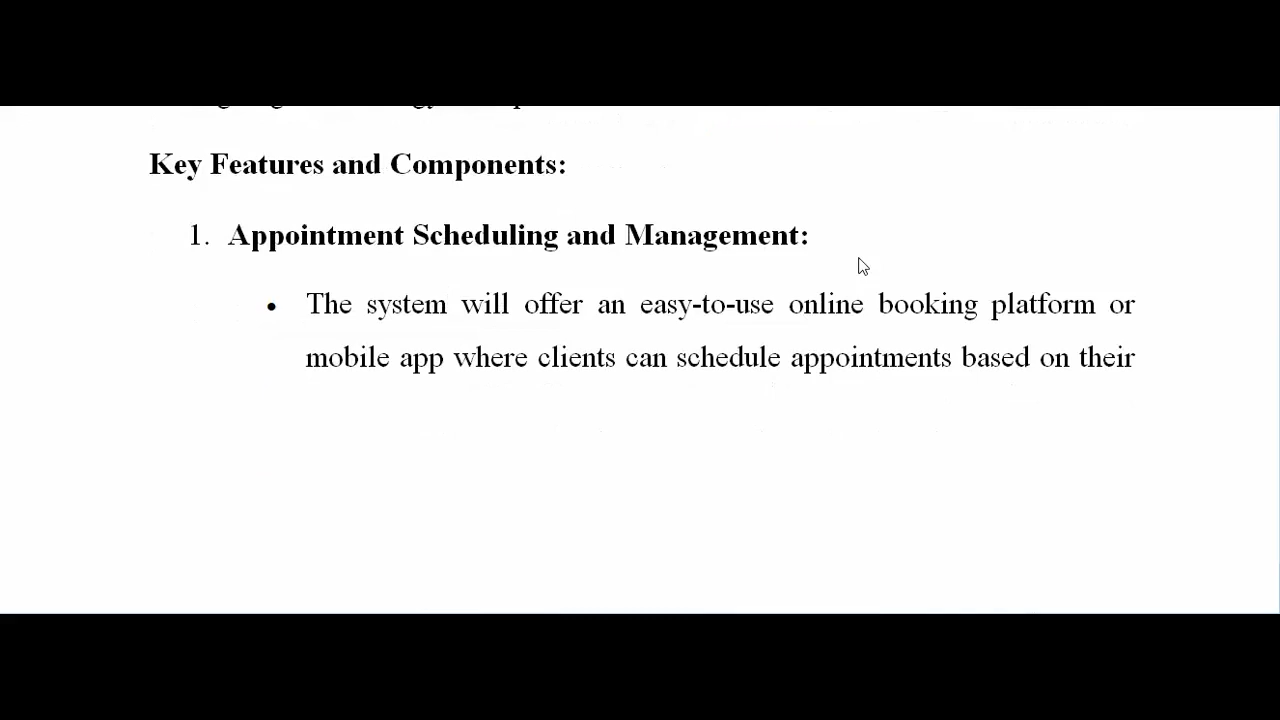 Key Features and Components:
1. Appointment Scheduling and Management:
• The system will offer an easy-to-use online booking platform or
mobile app where clients can schedule appointments based on their